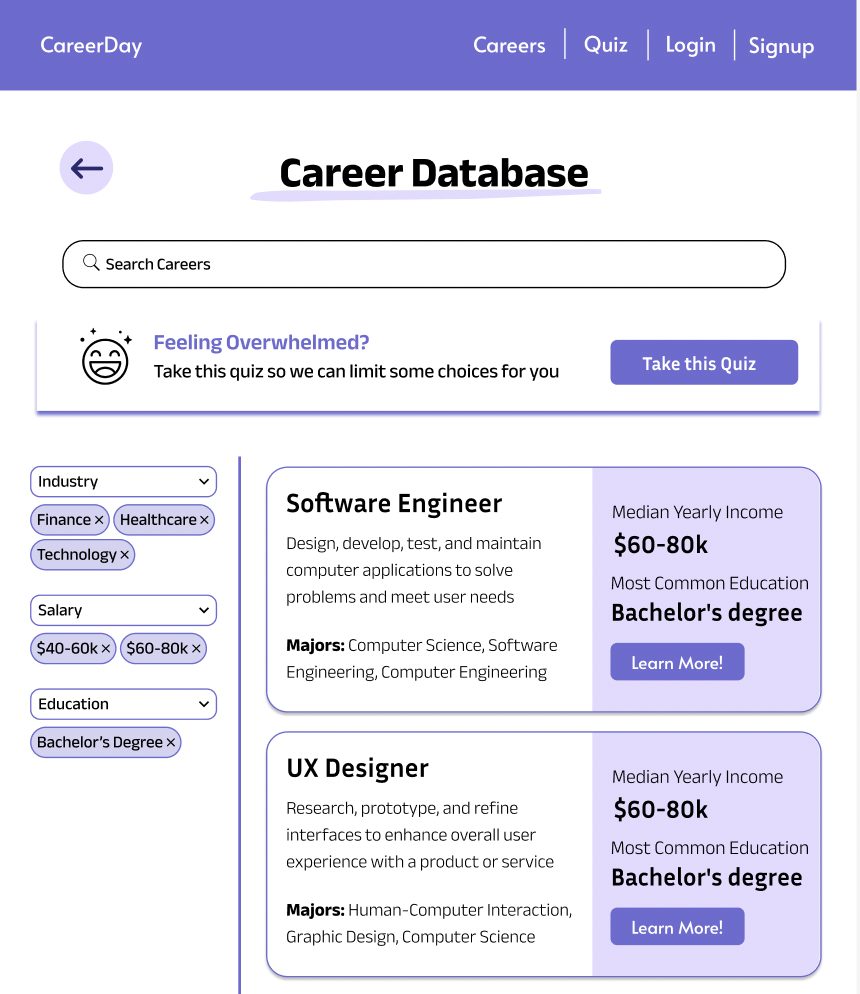 CareerDay
Careers
Quiz
Login
Signup
Career Database
Search Careers
Feeling Overwhelmed?
Take this quiz so we can limit some choices for you
Take this Quiz
Industry
Finance ×
Healthcare ×
Technology ×
Salary
$40-60k ×
$60-80k ×
Education
Bachelor’s Degree ×
Software Engineer
Design, develop, test, and maintain
computer applications to solve
problems and meet user needs
Majors: Computer Science, Software
Engineering, Computer Engineering
Median Yearly Income
$60-80k
Most Common Education
Bachelor's degree
Learn More!
UX Designer
Research, prototype, and refine
interfaces to enhance overall user
experience with a product or service
Majors: Human-Computer Interaction,
Graphic Design, Computer Science
Median Yearly Income
$60-80k
Most Common Education
Bachelor's degree
Learn More!